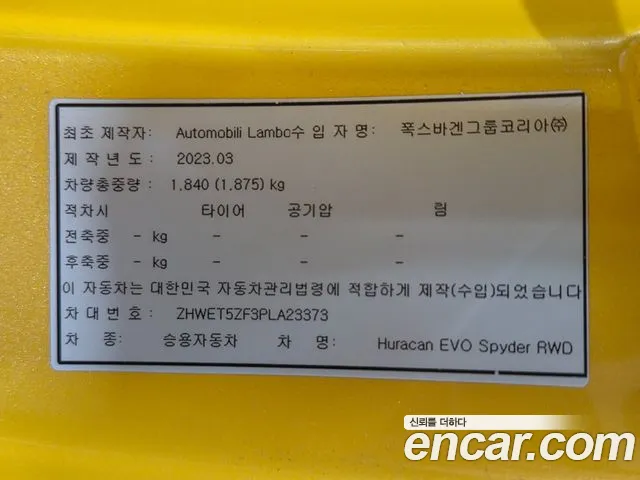 최초 제작자: Automobili Lambo수 입 자 명: 폭스바겐그룹코리아㈜
제 작 년 도 : 2023.03
차량총중량 : 1,840 (1,875) kg
적차시 타이어 공기압 림
전축중 - kg - - -
후축중 - kg - - -
이 자동차는 대한민국 자동차관리법령에 적합하게 제작(수입)되었습니다
차 대 번 호 : ZHWET5ZF3PLA23373
차 종: 승용자동차 차 명: Huracan EVO Spyder RWD
신뢰를 더하다
encar.com